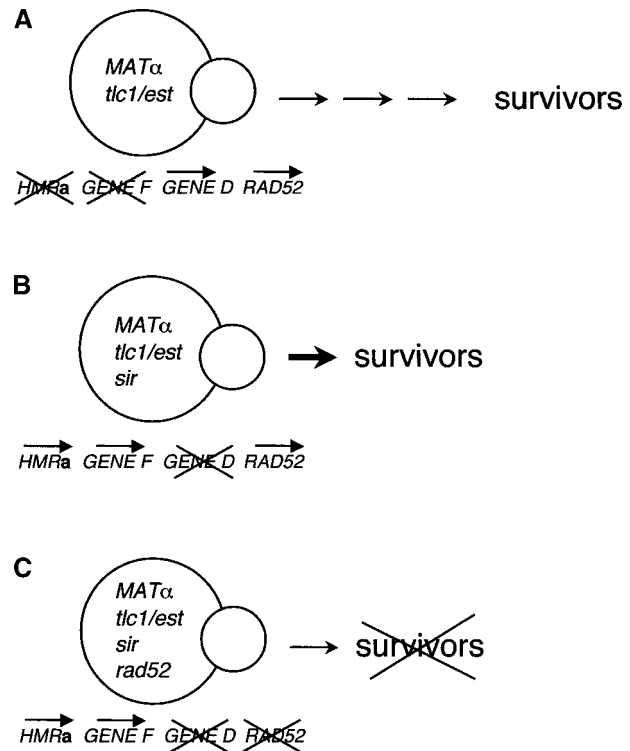 A
MATα
tlc1/est
survivors
HMRa GENE F GENE D RAD52
B
MATα
tlc1/est
sir
survivors
HMRa GENE F GENE D RAD52
C
MATα
tlc1/est
sir
rad52
survivors
HMRa GENE F GENE D RAD52